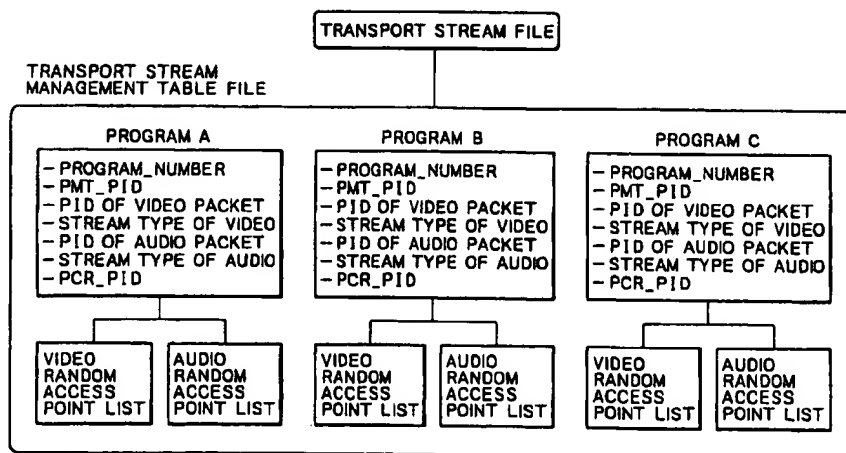 TRANSPORT STREAM FILE
TRANSPORT STREAM
MANAGEMENT TABLE FILE
PROGRAM A
- PROGRAM_NUMBER
- PMT_PID
- PID OF VIDEO PACKET
- STREAM TYPE OF VIDEO
- PID OF AUDIO PACKET
- STREAM TYPE OF AUDIO
- PCR_PID
VIDEO
RANDOM
ACCESS
POINT LIST
AUDIO
RANDOM
ACCESS
POINT LIST
PROGRAM B
- PROGRAM_NUMBER
- PMT_PID
- PID OF VIDEO PACKET
- STREAM TYPE OF VIDEO
- PID OF AUDIO PACKET
- STREAM TYPE OF AUDIO
- PCR_PID
VIDEO
RANDOM
ACCESS
POINT LIST
AUDIO
RANDOM
ACCESS
POINT LIST
PROGRAM C
- PROGRAM_NUMBER
- PMT_PID
- PID OF VIDEO PACKET
- STREAM TYPE OF VIDEO
- PID OF AUDIO PACKET
- STREAM TYPE OF AUDIO
- PCR_PID
VIDEO
RANDOM
ACCESS
POINT LIST
AUDIO
RANDOM
ACCESS
POINT LIST